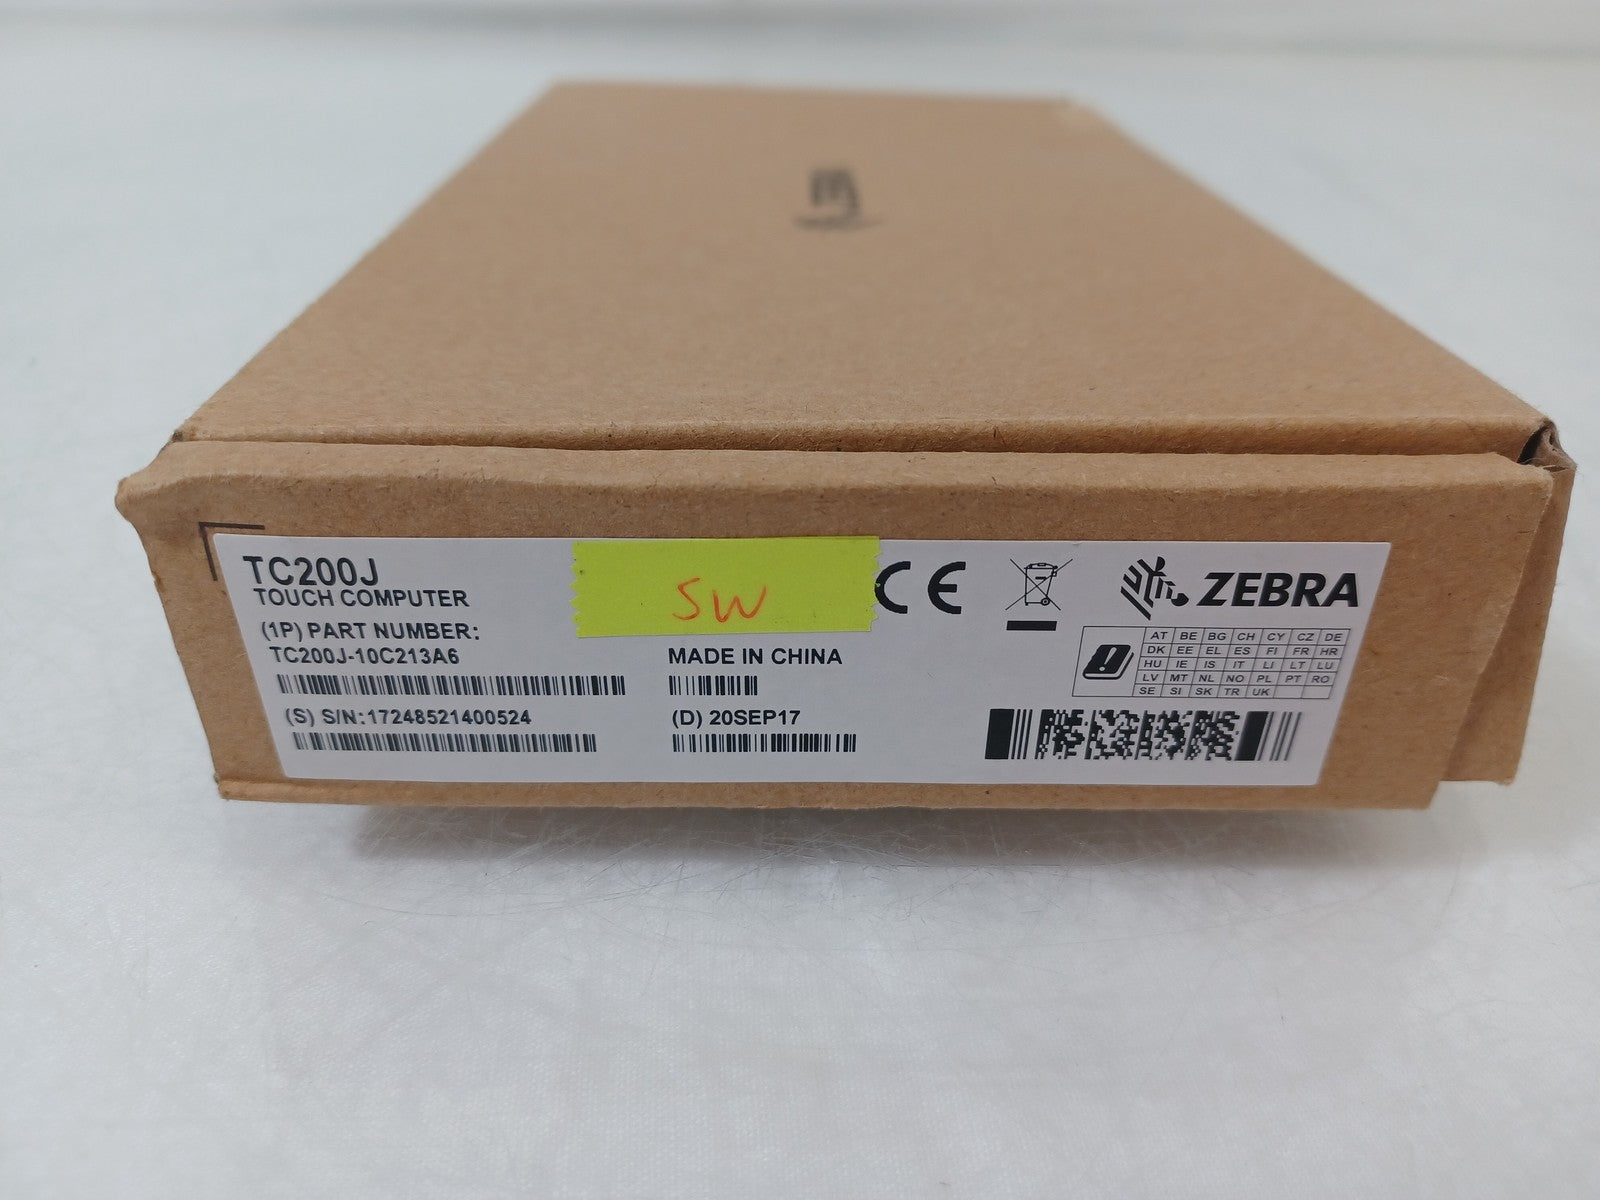 TC200J
TOUCH COMPUTER
(1P) PART NUMBER:
TC200J-10C213A6
(S) S/N:17248521400524
SW
MADE IN CHINA
(D) 20SEP17
CE
ZEBRA
AT BE BG CH CY CZ DE
DK EE EL ES FI FR HR
HU IE IS IT LI LT LU
LV MT NL NO PL PT RO
SE SI SK TR UK